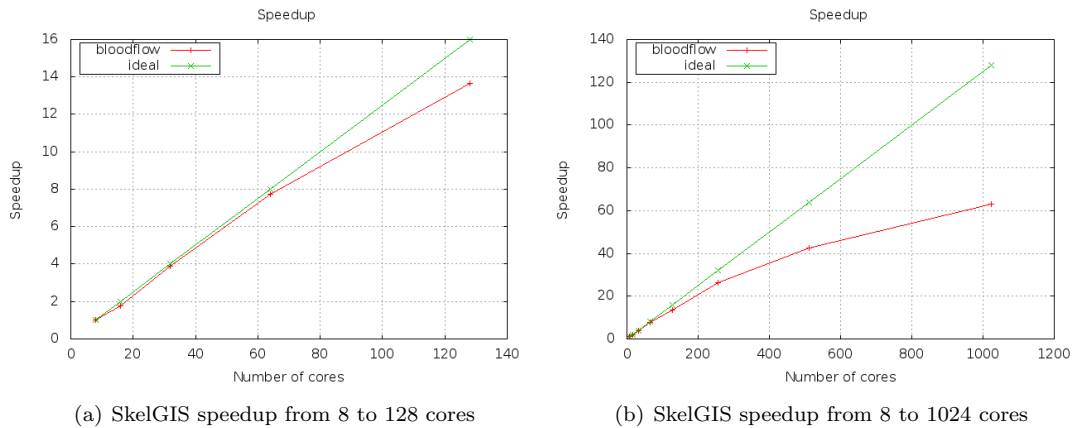 Speedup
16
14
12
10
8
6
4
2
0
Speedup
bloodflow
ideal
0 20 40 60 80 100 120 140
Number of cores
(a) SkelGIS speedup from 8 to 128 cores
Speedup
140
120
100
80
60
40
20
0
Speedup
bloodflow
ideal
0 200 400 600 800 1000 1200
Number of cores
(b) SkelGIS speedup from 8 to 1024 cores